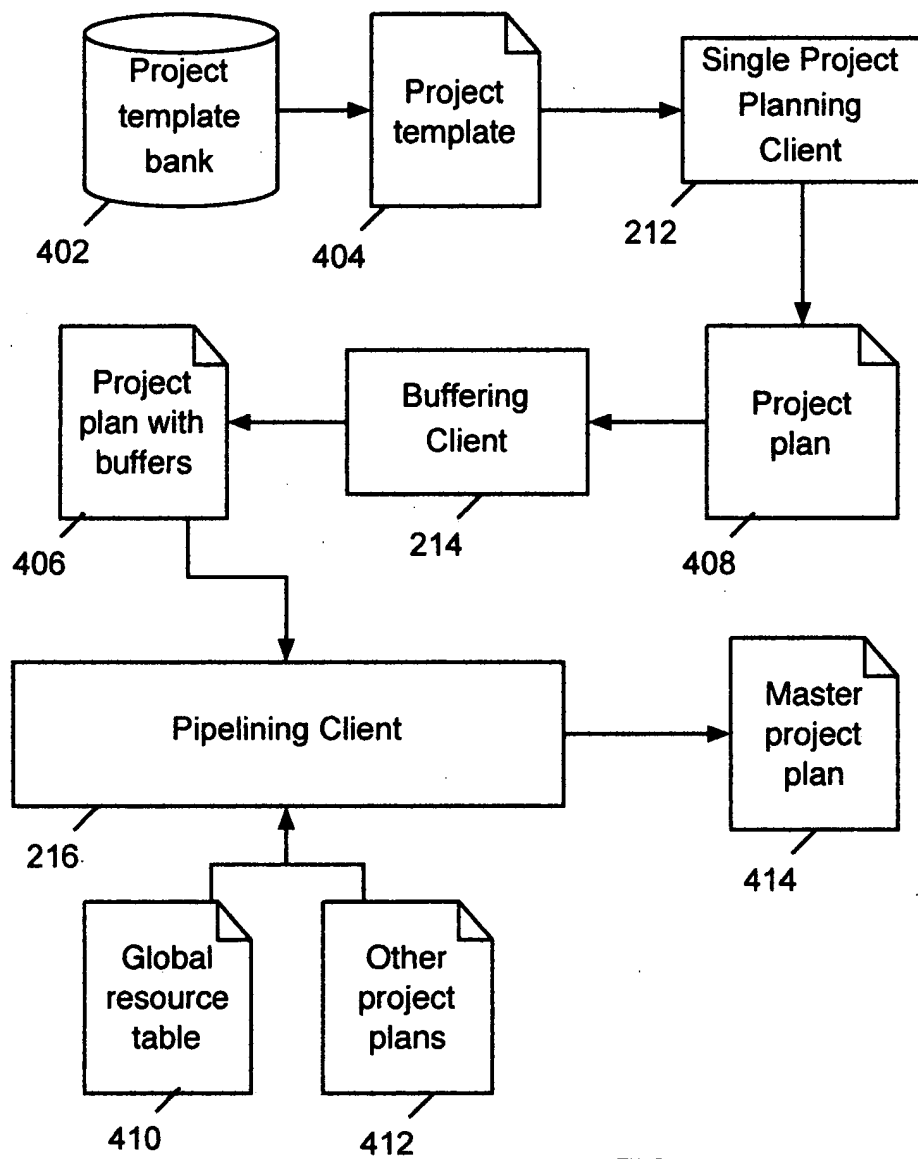 Project
template
bank
402
Project
template
404
Single Project
Planning
Client
212
Project
plan with
buffers
406
Buffering
Client
214
Project
plan
408
Pipelining Client
216
Master
project
plan
414
Global
resource
table
410
Other
project
plans
412